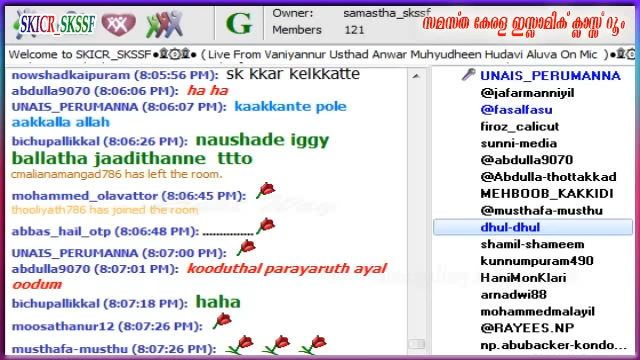 SKICR_SKSSF
G
Owner: samastha_skssf
Members 121
സമസ്ത കേരള ഇസ്ലാമിക് ക്ലാസ്സ് റൂം
Welcome to SKICR_SKSSF ( Live From Vaniyannur Usthad Anwar Muhyudheen Hudavi Aluva On Mic )
nowshadkaipuram (8:05:56 PM): sk kkar kelkkatte
abdulla9070 (8:06:06 PM): ha ha
UNAIS_PERUMANNA (8:06:07 PM): kaakkante pole
aakkalla allah
bichupallikkal (8:06:26 PM): naushade iggy
ballatha jaadithanne ttto
cmalianamangad786 has left the room.
mohammed_olavattor (8:06:45 PM):
thooliyath786 has joined the room
abbas_hail_otp (8:06:48 PM): ...............
UNAIS_PERUMANNA (8:07:00 PM):
abdulla9070 (8:07:01 PM): kooduthal parayaruth ayal
oodum
bichupallikkal (8:07:18 PM): haha
moosathanur12 (8:07:26 PM):
musthafa-musthu (8:07:26 PM):
UNAIS_PERUMANNA
@jafarmanniyil
@fasalfasu
firoz_calicut
sunni-media
@abdulla9070
@Abdulla-thottakkad
MEHBOOB_KAKKIDI
@musthafa-musthu
dhul-dhul
shamil-shameem
kunnumpuram490
HaniMonKlari
arnadwi88
mohammedmalayil
@RAYEES.NP
np.abubacker-kondo...